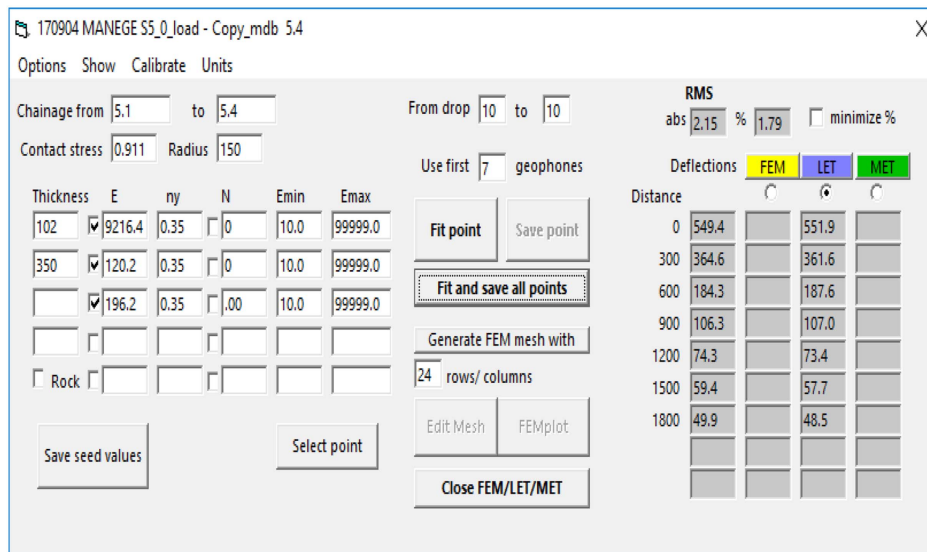 170904 MANEGE S5_0_load - Copy_mdb 5.4
Options Show Calibrate Units
Chainage from 5.1 to 5.4
Contact stress 0.911 Radius 150
Thickness E ny N Emin Emax
102 9216.4 0.35 0 10.0 99999.0
350 120.2 0.35 0 10.0 99999.0
196.2 0.35 .00 10.0 99999.0
Rock
Save seed values
Select point
From drop 10 to 10
Use first 7 geophones
Fit point Save point
Fit and save all points
Generate FEM mesh with
24 rows/ columns
Edit Mesh FEMplot
Close FEM/LET/MET
RMS
abs 2.15 % 1.79 minimize %
Deflections FEM LET MET
Distance
0 549.4 551.9
300 364.6 361.6
600 184.3 187.6
900 106.3 107.0
1200 74.3 73.4
1500 59.4 57.7
1800 49.9 48.5